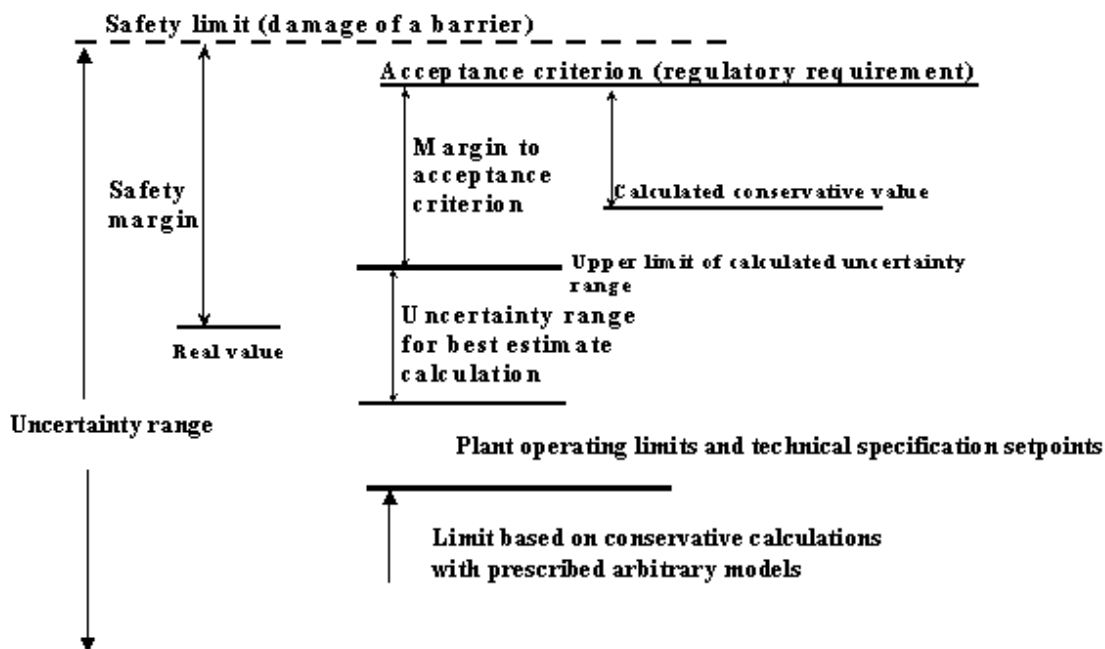 Safety limit (damage of a barrier)
Acceptance criterion (regulatory requirement)
Margin to
acceptance
criterion
Safety
margin
Calculated conservative value
Upper limit of calculated uncertainty
range
Uncertainty range
for best estimate
calculation
Real value
Uncertainty range
Plant operating limits and technical specification setpoints
Limit based on conservative calculations
with prescribed arbitrary models